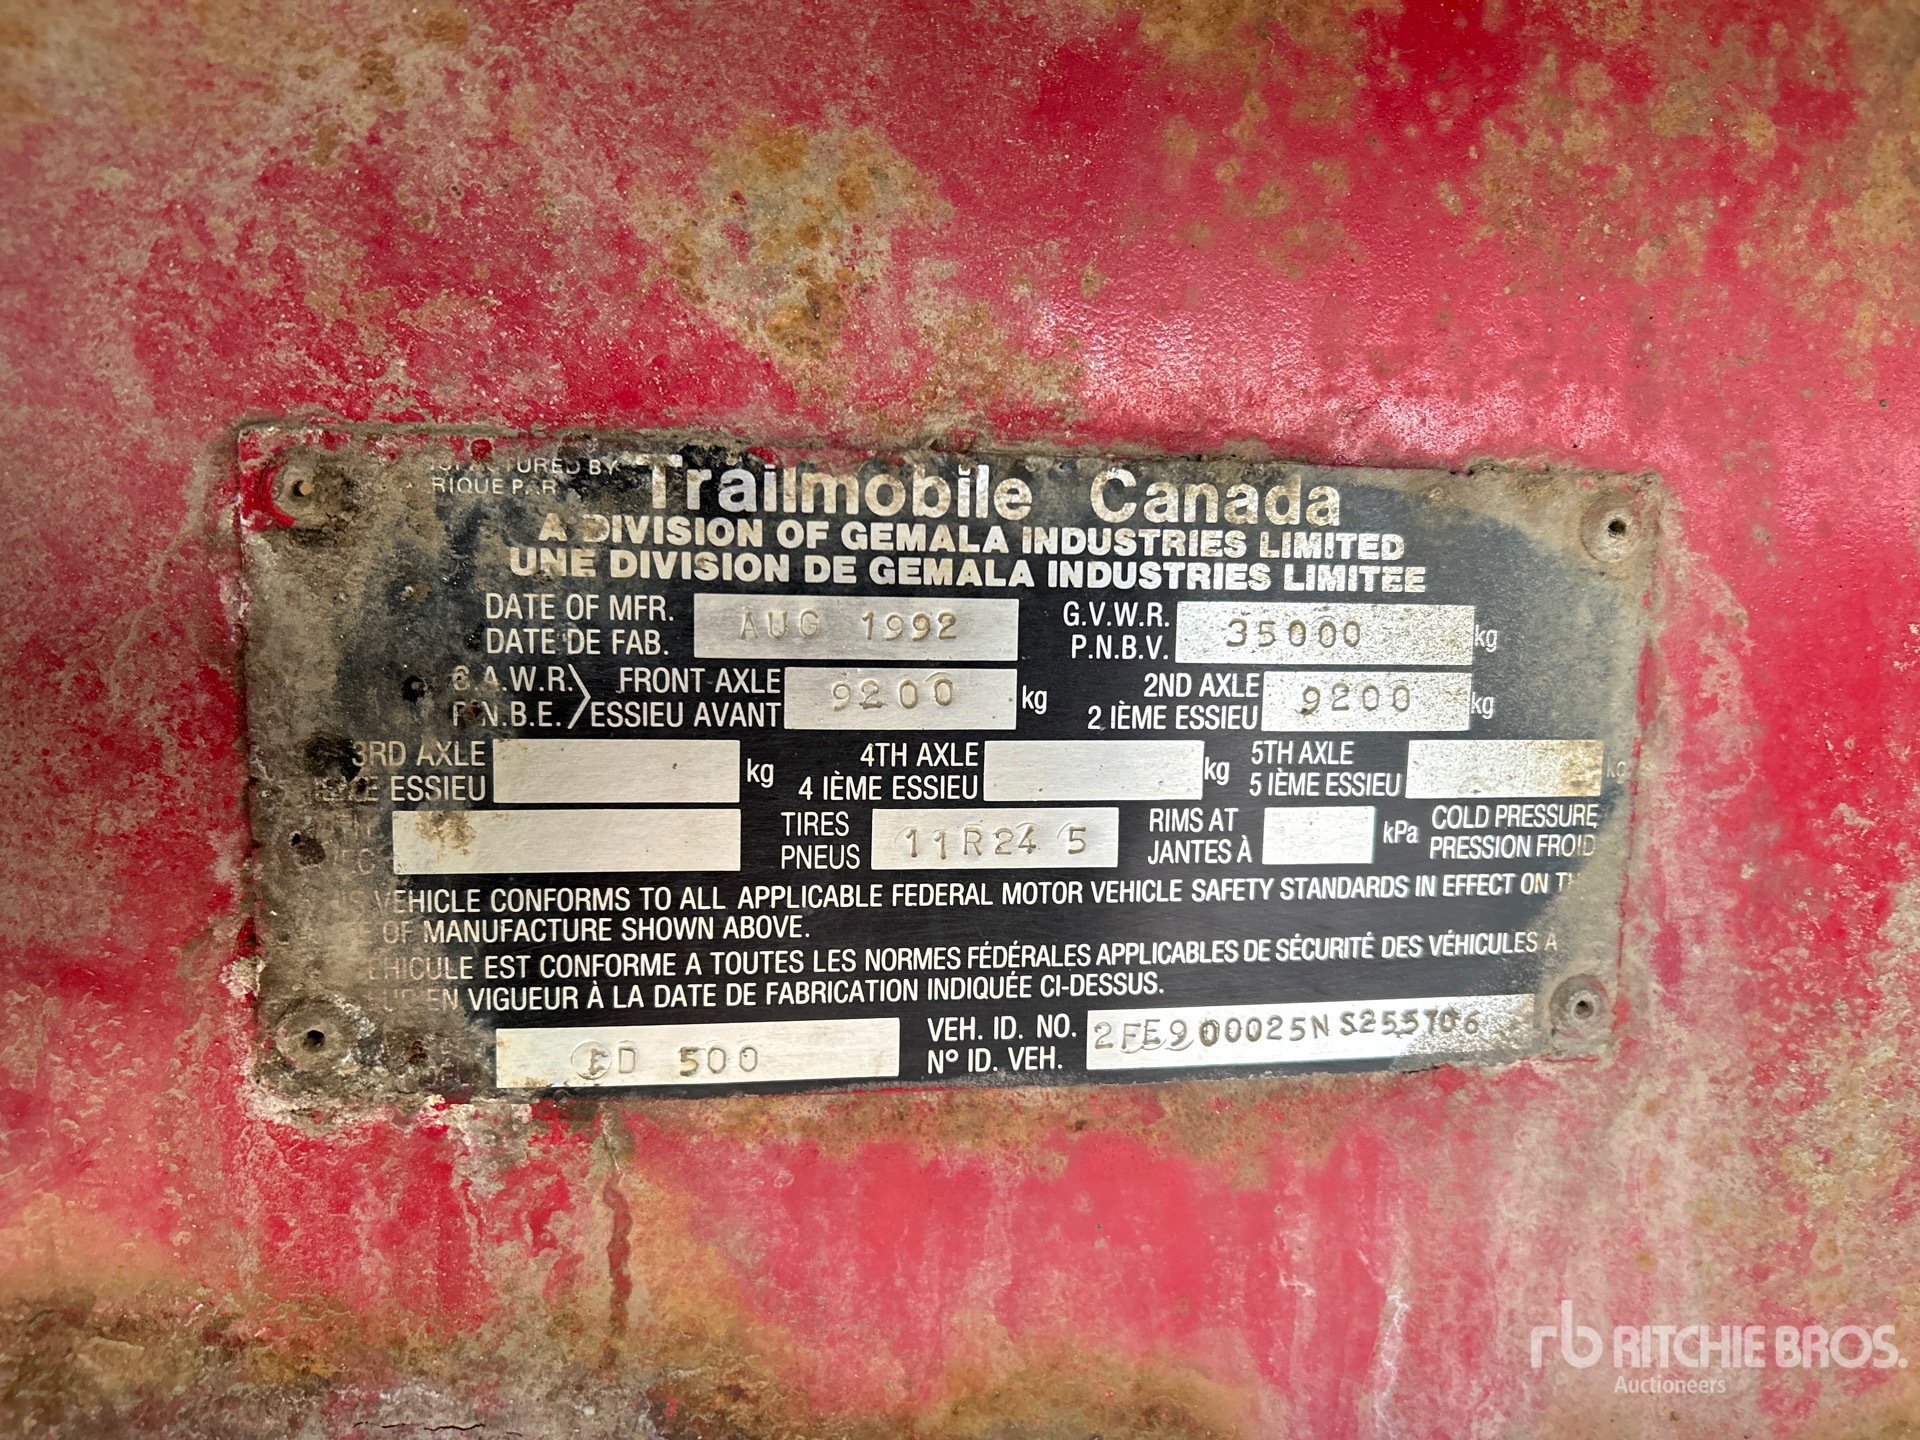 BY Trailmobile Canada
A DIVISION OF GEMALA INDUSTRIES LIMITED
UNE DIVISION DE GEMALA INDUSTRIES LIMITEE
DATE OF MFR. AUG 1992 G.V.W.R. 35000 kg
DATE DE FAB. P.N.B.V.
G.A.W.R. FRONT AXLE 9200 kg 2ND AXLE 9200 kg
P.N.B.E. ESSIEU AVANT 2 IÈME ESSIEU
3RD AXLE kg 4TH AXLE kg 5TH AXLE kg
ESSIEU 4 IÈME ESSIEU 5 IÈME ESSIEU
TIRES 11R24 5 RIMS AT kPa COLD PRESSURE
PNEUS JANTES À PRESSION FROID
VEHICLE CONFORMS TO ALL APPLICABLE FEDERAL MOTOR VEHICLE SAFETY STANDARDS IN EFFECT ON
OF MANUFACTURE SHOWN ABOVE.
EST CONFORME A TOUTES LES NORMES FÉDÉRALES APPLICABLES DE SÉCURITÉ DES VÉHICULES A
EN VIGUEUR À LA DATE DE FABRICATION INDIQUÉE CI-DESSUS.
500 VEH. ID. NO. 
N° ID. VEH.
rb RITCHIE BROS.
Auctioneers